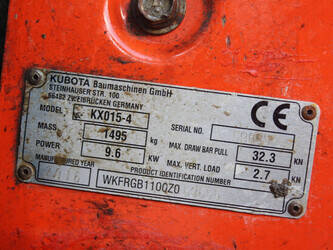 KUBOTA Baumaschinen GmbH
STEINHAUSER STR. 100
66482 ZWEIBRÜCKEN GERMANY
MODEL KX015-4 SERIAL NO.
MASS 1495 kg MAX. DRAW BAR PULL 32.3 KN
POWER 9.6 kW MAX. VERT. LOAD 2.7 KN
MANUFACTURED YEAR PRODUCT IDENTIFICATION NUMBER
WKFRGB1100Z0
CE